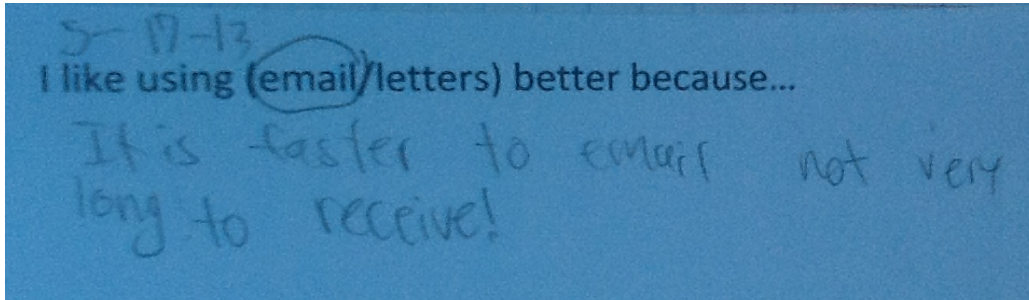 5-17-13
I like using (email/letters) better because...
It is faster to email not very
long to receive!